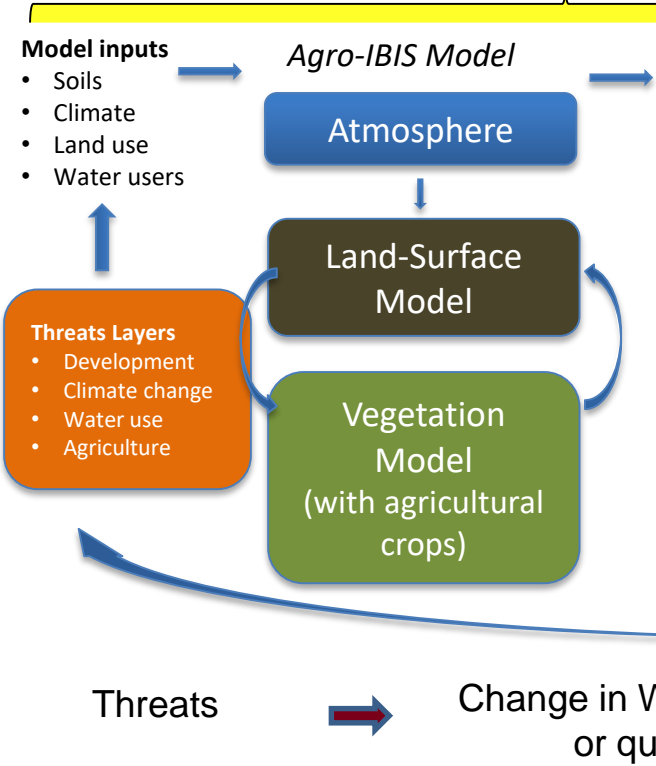 Model inputs
• Soils
• Climate
• Land use
• Water users
Agro-IBIS Model
Atmosphere
Land-Surface
Model
Threats Layers
• Development
• Climate change
• Water use
• Agriculture
Vegetation
Model
(with agricultural
crops)
Threats
Change in
or